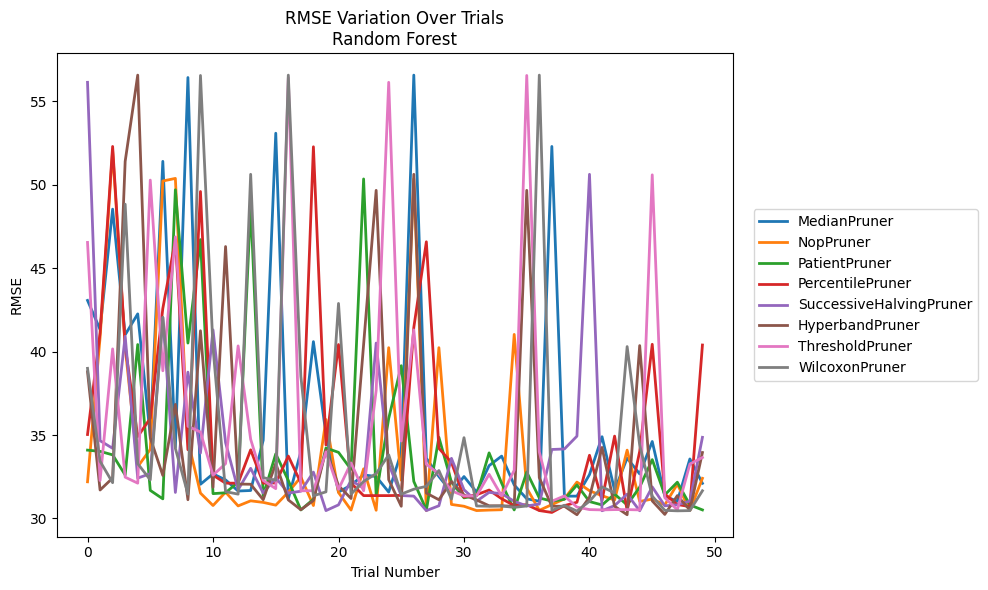 RMSE Variation Over Trials
Random Forest
RMSE
55
50
45
40
35
30
0
10
20
30
40
50
Trial Number
MedianPruner
NopPruner
PatientPruner
PercentilePruner
SuccessiveHalvingPruner
HyperbandPruner
ThresholdPruner
WilcoxonPruner